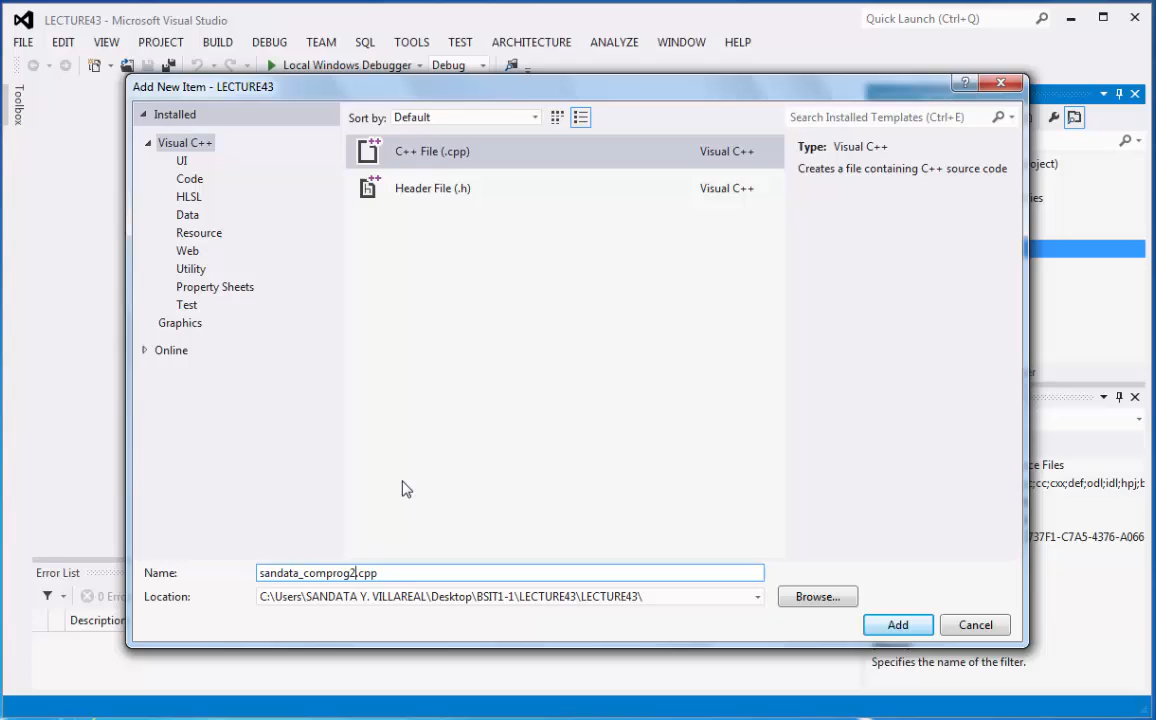 LECTURE43 - Microsoft Visual Studio
Quick Launch (Ctrl+Q)
FILE EDIT VIEW PROJECT BUILD DEBUG TEAM SQL TOOLS TEST ARCHITECTURE ANALYZE WINDOW HELP
Local Windows Debugger Debug
Toolbox
Add New Item - LECTURE43
Installed
Sort by: Default
Search Installed Templates (Ctrl+E)
Visual C++
UI
Code
HLSL
Data
Resource
Web
Utility
Property Sheets
Test
Graphics
Online
C++ File (.cpp) Visual C++
Header File (.h) Visual C++
Type: Visual C++
Creates a file containing C++ source code
ce Files
;cc;cxx;def;odl;idl;hpj;b
737F1-C7A5-4376-A066
Error List
0 Erro
Description
Name: sandata_comprog2.cpp
Location: C:\Users\SANDATA Y. VILLAREAL\Desktop\BSIT1-1\LECTURE43\LECTURE43\
Browse...
Add Cancel
Specifies the name of the filter.